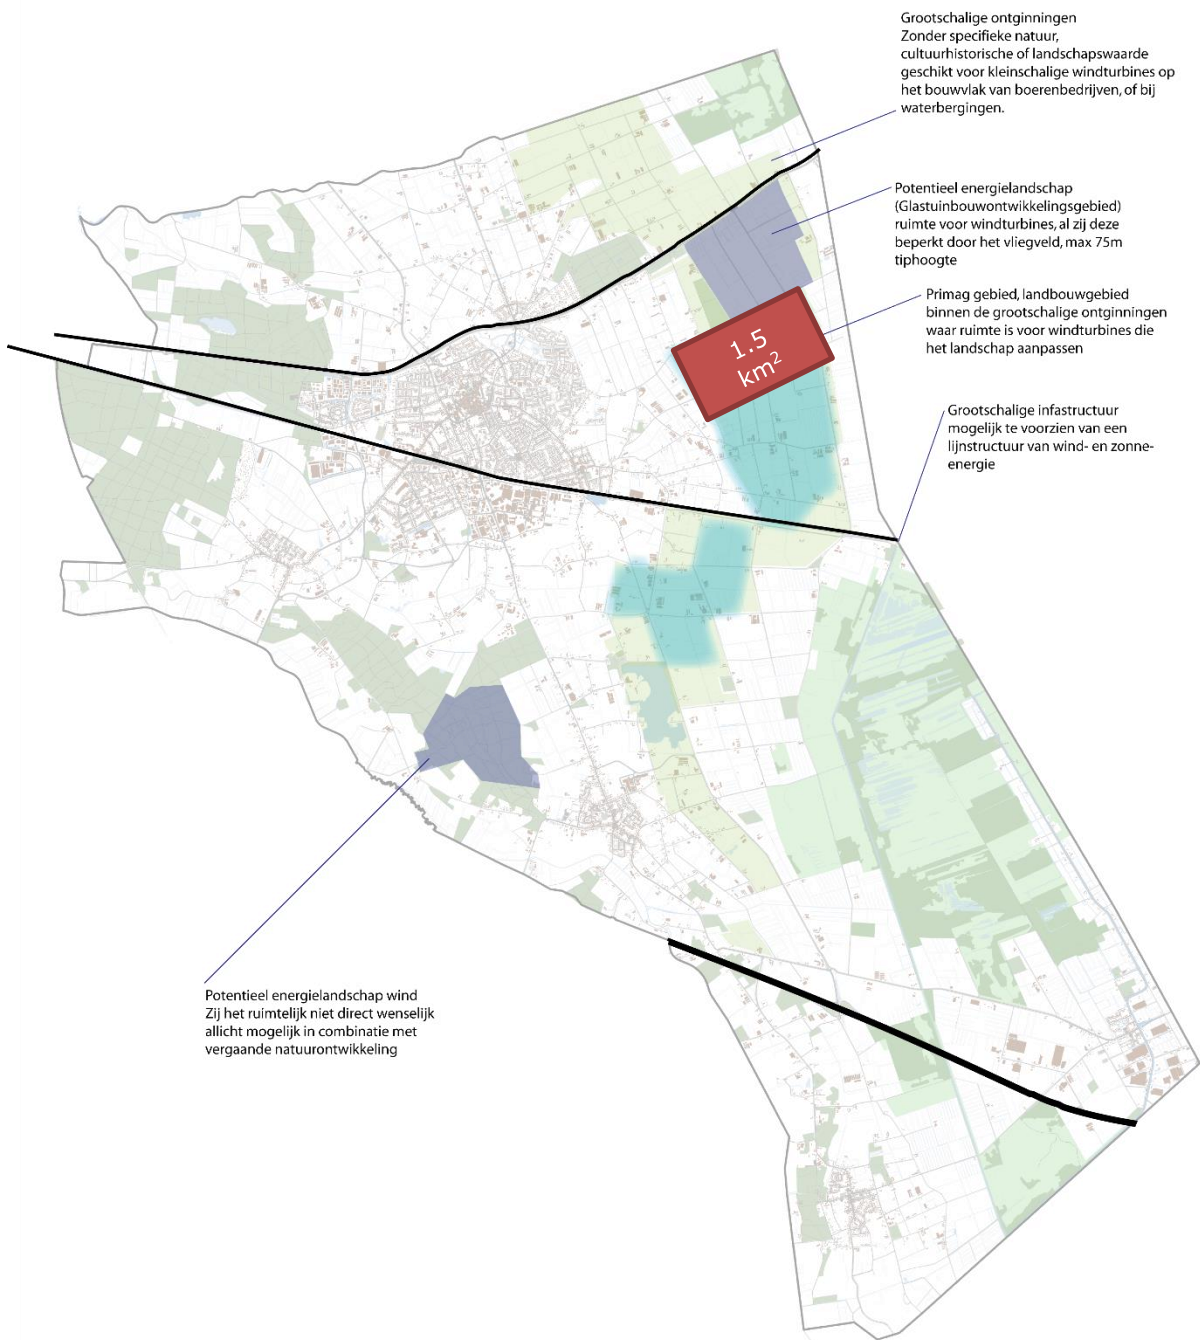 Grootschalige ontginningen
Zonder specifieke natuur,
cultuurhistorische of landschapswaarde
geschikt voor kleinschalige windturbines op
het bouwvlak van boerenbedrijven, of bij
waterbergingen.
Potentieel energielandschap
(Glastuinbouwontwikkelingsgebied)
ruimte voor windturbines, al zij deze
beperkt door het vliegveld, max 75m
tiphoogte
Primag gebied, landbouwgebied
binnen de grootschalige ontginningen
waar ruimte is voor windturbines die
het landschap aanpassen
1.5
km²
Grootschalige infastructuur
mogelijk te voorzien van een
lijnstructuur van wind- en zonne-
energie
Potentieel energielandschap wind
Zij het ruimtelijk niet direct wenselijk
allicht mogelijk in combinatie met
vergaande natuurontwikkeling